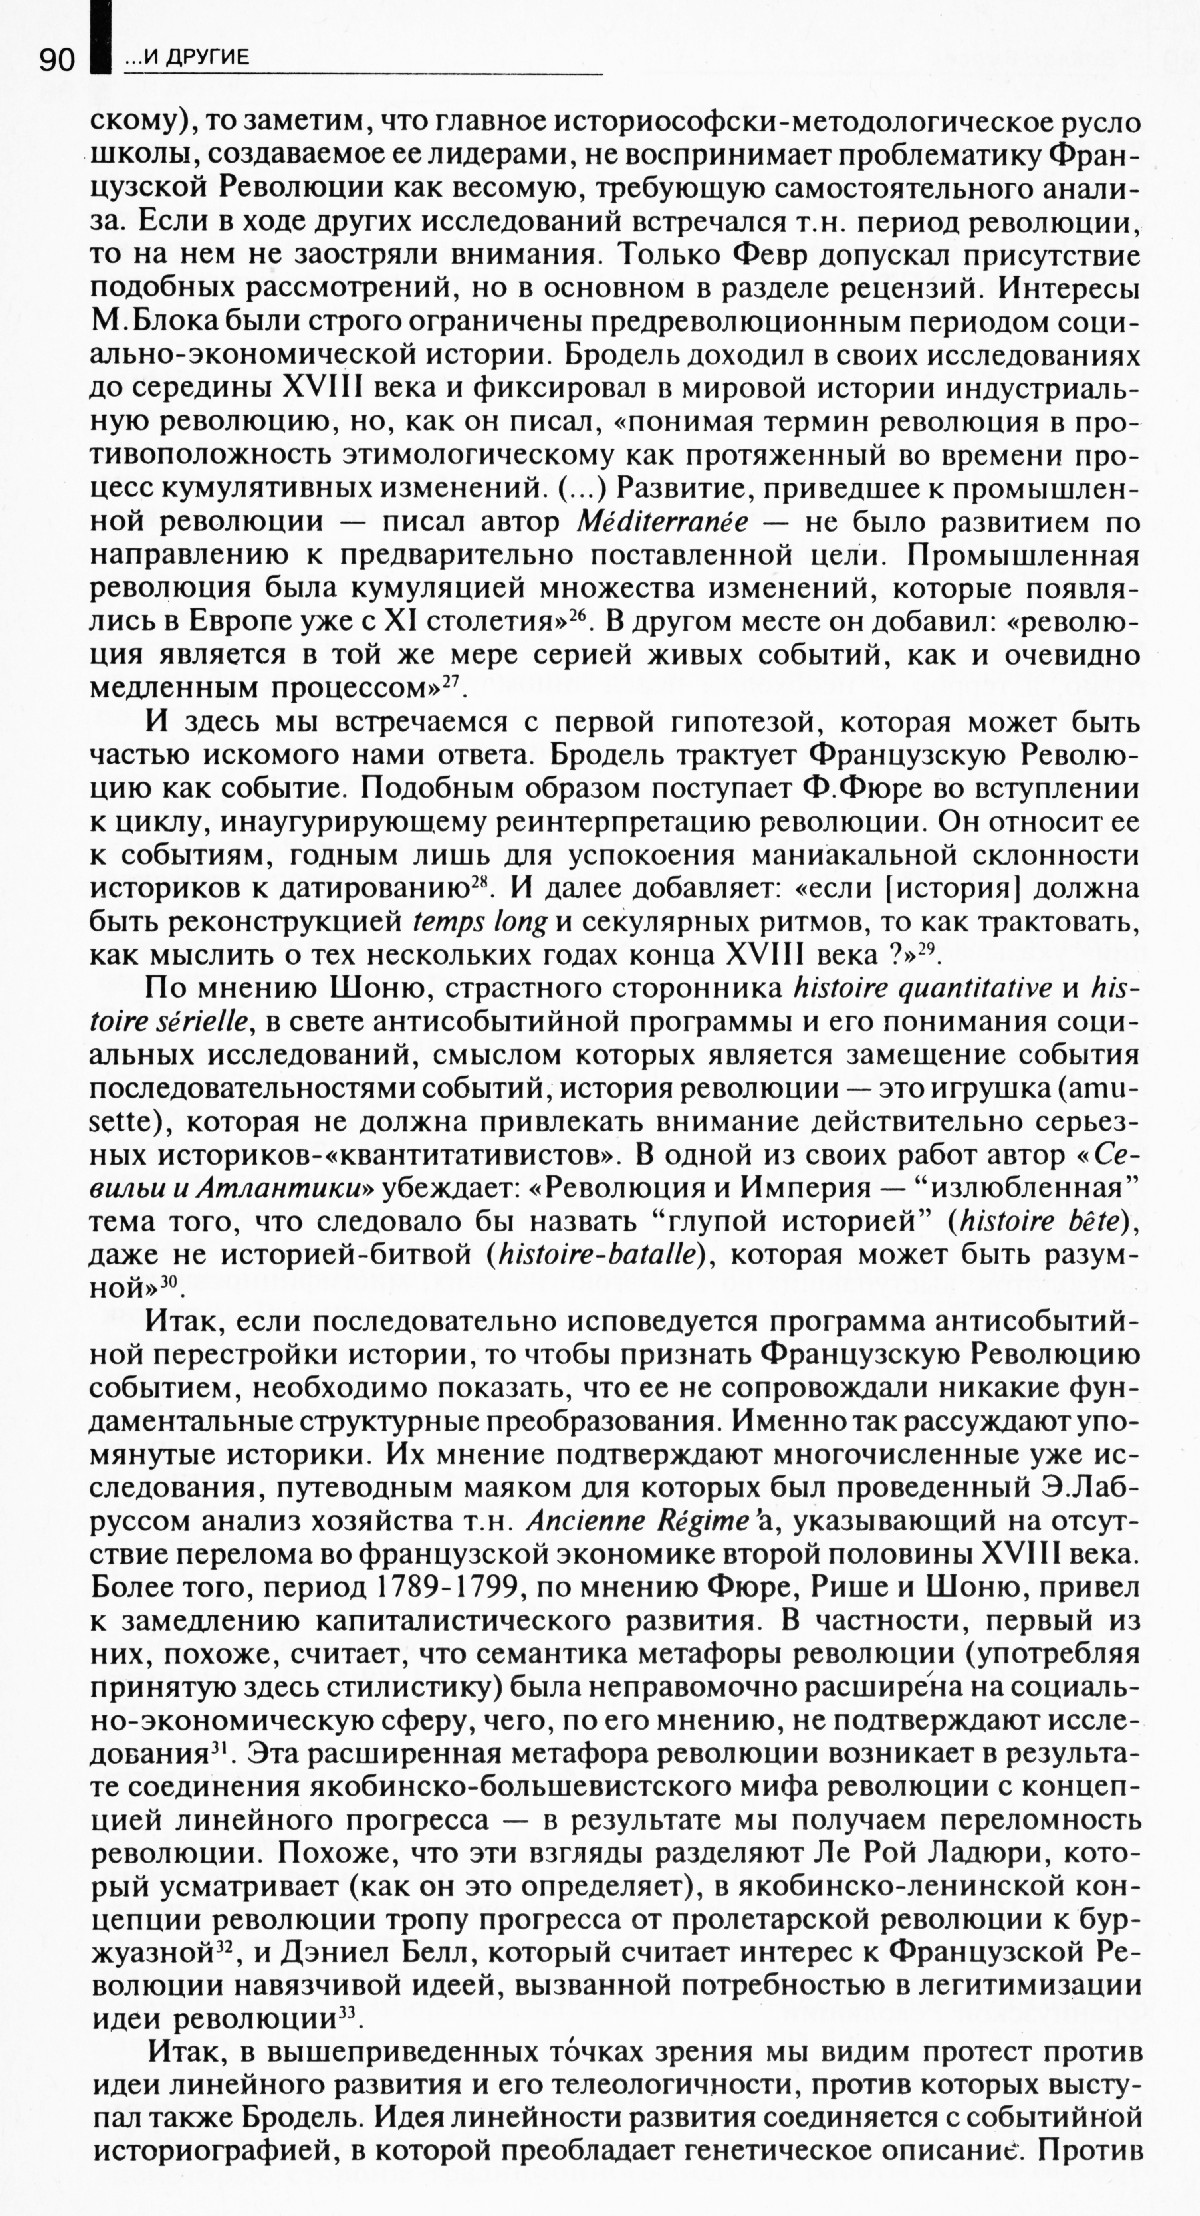 90
...И ДРУГИЕ
скому), то заметим, что главное историософски-методологическое русло
школы, создаваемое ее лидерами, не воспринимает проблематику Фран-
цузской Революции как весомую, требующую самостоятельного анали-
за. Если в ходе других исследований встречался т.н. период революции,
то на нем не заостряли внимания. Только Февр допускал присутствие
подобных рассмотрений, но в основном в разделе рецензий. Интересы
М.Блока были строго ограничены предреволюционным периодом соци-
ально-экономической истории. Бродель доходил в своих исследованиях
до середины XVIII века и фиксировал в мировой истории индустриаль-
ную революцию, но, как он писал, «понимая термин революция в про-
тивоположность этимологическому как протяженный во времени про-
цесс кумулятивных изменений. (...) Развитие, приведшее к промышлен-
ной революции — писал автор Méditerranée — не было развитием по
направлению к предварительно поставленной цели. Промышленная
революция была кумуляцией множества изменений, которые появля-
лись в Европе уже с XI столетия»²⁶. В другом месте он добавил: «револю-
ция является в той же мере серией живых событий, как и очевидно
медленным процессом»²⁷.
И здесь мы встречаемся с первой гипотезой, которая может быть
частью искомого нами ответа. Бродель трактует Французскую Револю-
цию как событие. Подобным образом поступает Ф.Фюре во вступлении
к циклу, инаугурирующему реинтерпретацию революции. Он относит ее
к событиям, годным лишь для успокоения маниакальной склонности
историков к датированию²⁸. И далее добавляет: «если [история] должна
быть реконструкцией temps long и секулярных ритмов, то как трактовать,
как мыслить о тех нескольких годах конца XVIII века ?»²⁹.
По мнению Шоню, страстного сторонника histoire quantitative и his-
toire sérielle, в свете антисобытийной программы и его понимания соци-
альных исследований, смыслом которых является замещение события
последовательностями событий, история революции — это игрушка (amu-
sette), которая не должна привлекать внимание действительно серьез-
ных историков-«квантитативистов». В одной из своих работ автор «Се-
вильи и Атлантики» убеждает: «Революция и Империя — “излюбленная”
тема того, что следовало бы назвать “глупой историей” (histoire bête),
даже не историей-битвой (histoire-batalle), которая может быть разум-
ной»³⁰.
Итак, если последовательно исповедуется программа антисобытий-
ной перестройки истории, то чтобы признать Французскую Революцию
событием, необходимо показать, что ее не сопровождали никакие фун-
даментальные структурные преобразования. Именно так рассуждают упо-
мянутые историки. Их мнение подтверждают многочисленные уже ис-
следования, путеводным маяком для которых был проведенный Э.Лаб-
руссом анализ хозяйства т.н. Ancienne Régime’а, указывающий на отсут-
ствие перелома во французской экономике второй половины XVIII века.
Более того, период 1789-1799, по мнению Фюре, Рише и Шоню, привел
к замедлению капиталистического развития. В частности, первый из
них, похоже, считает, что семантика метафоры революции (употребляя
принятую здесь стилистику) была неправомочно расширена на социаль-
но-экономическую сферу, чего, по его мнению, не подтверждают иссле-
дования³¹. Эта расширенная метафора революции возникает в результа-
те соединения якобинско-большевистского мифа революции с концеп-
цией линейного прогресса — в результате мы получаем переломность
революции. Похоже, что эти взгляды разделяют Ле Рой Ладюри, кото-
рый усматривает (как он это определяет), в якобинско-ленинской кон-
цепции революции тропу прогресса от пролетарской революции к бур-
жуазной³², и Дэниел Белл, который считает интерес к Французской Ре-
волюции навязчивой идеей, вызванной потребностью в легитимизации
идеи революции³³.
Итак, в вышеприведенных точках зрения мы видим протест против
идеи линейного развития и его телеологичности, против которых высту-
пал также Бродель. Идея линейности развития соединяется с событийной
историографией, в которой преобладает генетическое описание. Против